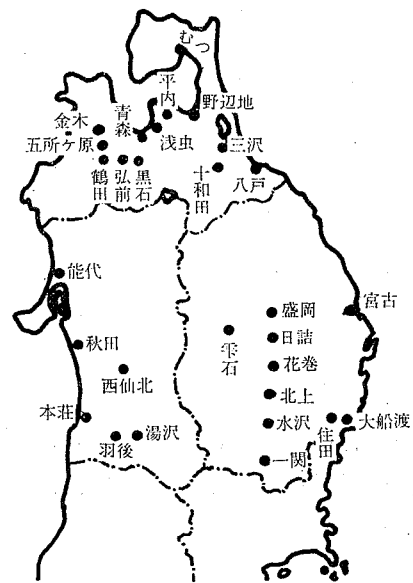 むつ
平内
野辺地
青森
浅虫
金木
五所ヶ原
鶴田
弘前
黒石
三沢
十和田
八戸
能代
秋田
西仙北
本荘
羽後
湯沢
盛岡
日詰
花巻
北上
水沢
一関
雫石
宮古
住田
大船渡